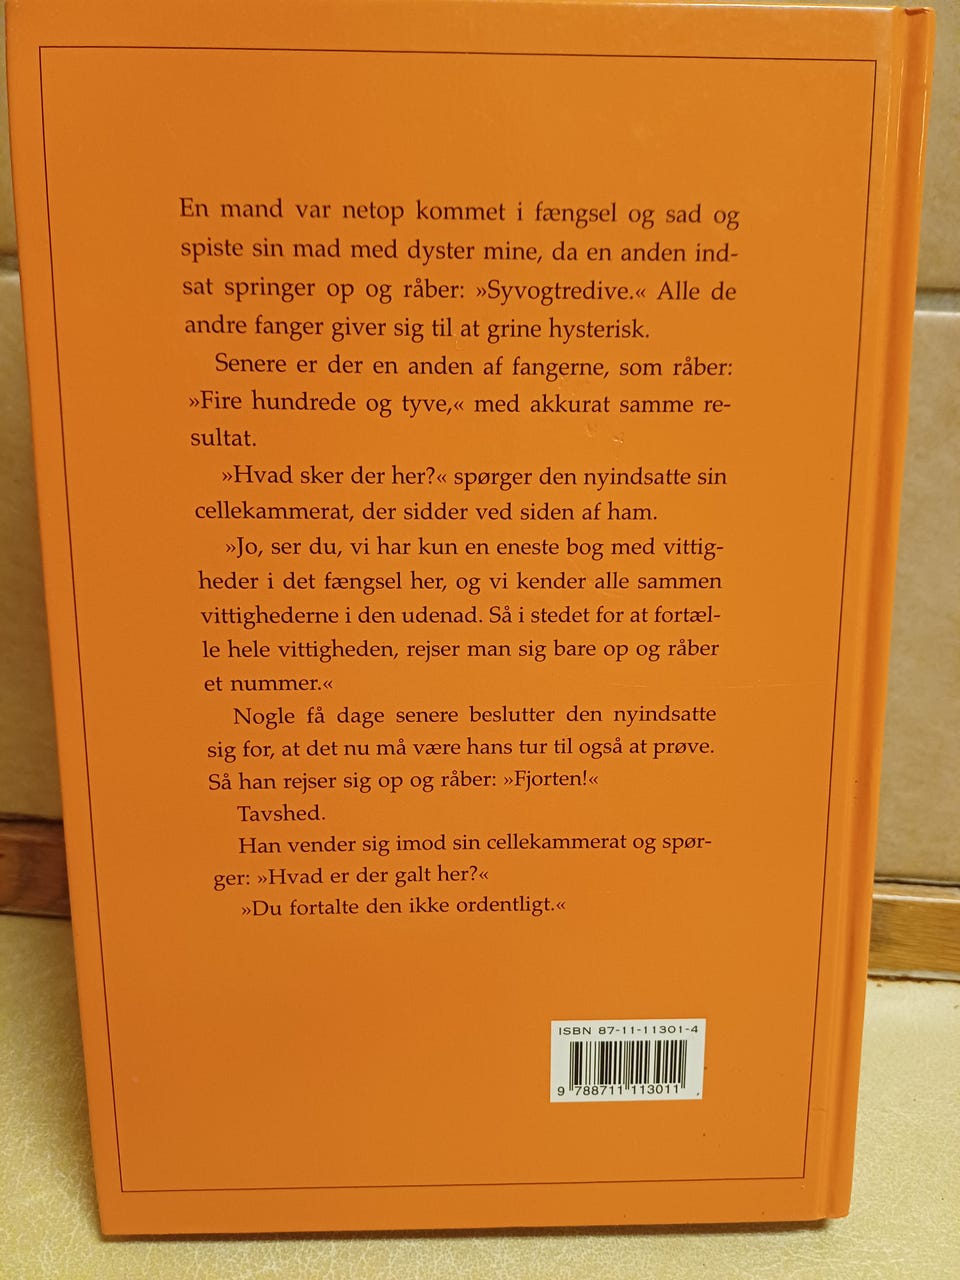 En mand var netop kommet i fængsel og sad og
spiste sin mad med dyster mine, da en anden ind-
sat springer op og råber: »Syvogtredive.« Alle de
andre fanger giver sig til at grine hysterisk.
Senere er der en anden af fangerne, som råber:
»Fire hundrede og tyve,« med akkurat samme re-
sultat.
»Hvad sker der her?« spørger den nyindsatte sin
cellekammerat, der sidder ved siden af ham.
»Jo, ser du, vi har kun en eneste bog med vittig-
heder i det fængsel her, og vi kender alle sammen
vittighederne i den udenad. Så i stedet for at fortæl-
le hele vittigheden, rejser man sig bare op og råber
et nummer.«
Nogle få dage senere beslutter den nyindsatte
sig for, at det nu må være hans tur til også at prøve.
Så han rejser sig op og råber: »Fjorten!«
Tavshed.
Han vender sig imod sin cellekammerat og spør-
ger: »Hvad er der galt her?«
»Du fortalte den ikke ordentligt.«
ISBN 87-11-11301-4
9 788711 113011